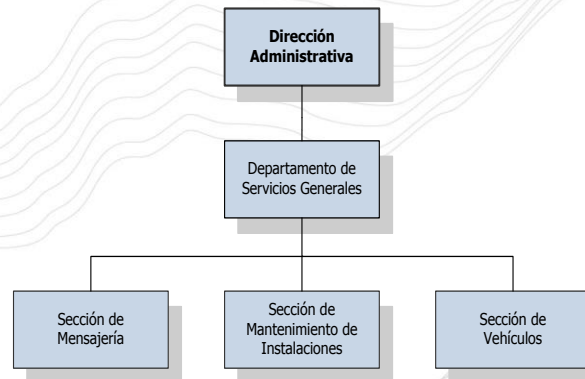 Dirección
Administrativa
Departamento de
Servicios Generales
Sección de
Mensajería
Sección de
Mantenimiento de
Instalaciones
Sección de
Vehículos